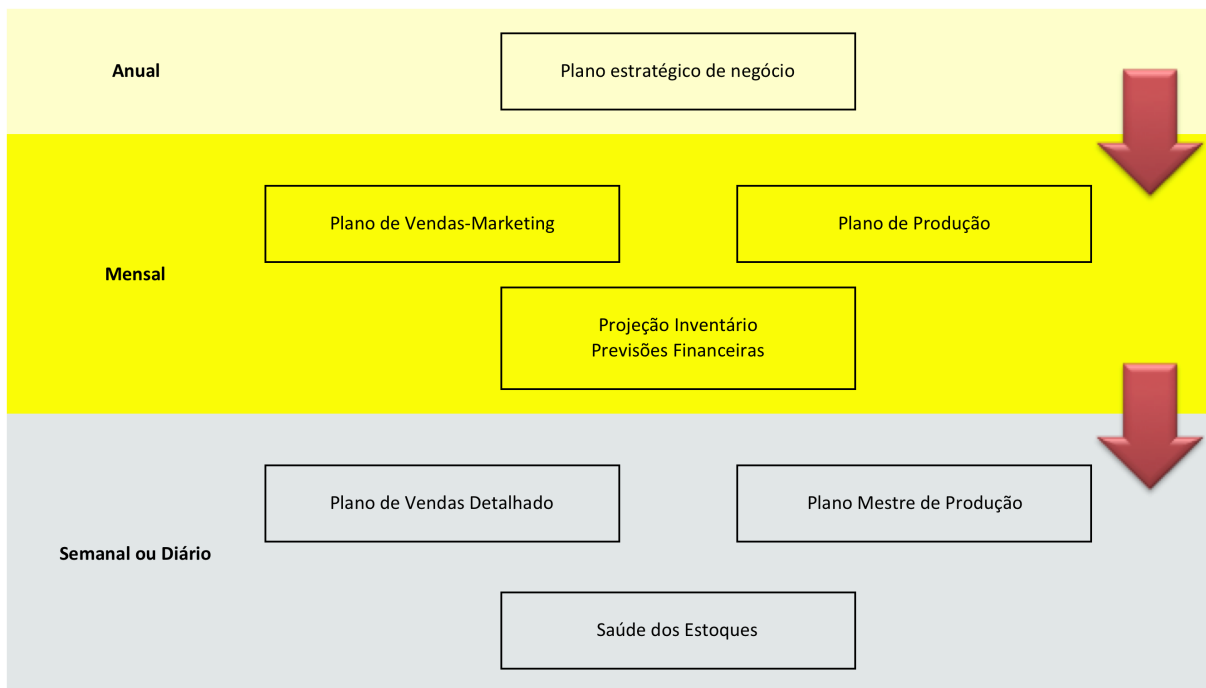 Anual
Plano estratégico de negócio
Plano de Vendas-Marketing
Plano de Produção
Mensal
Projeção Inventário
Previsões Financeiras
Plano de Vendas Detalhado
Plano Mestre de Produção
Semanal ou Diário
Saúde dos Estoques